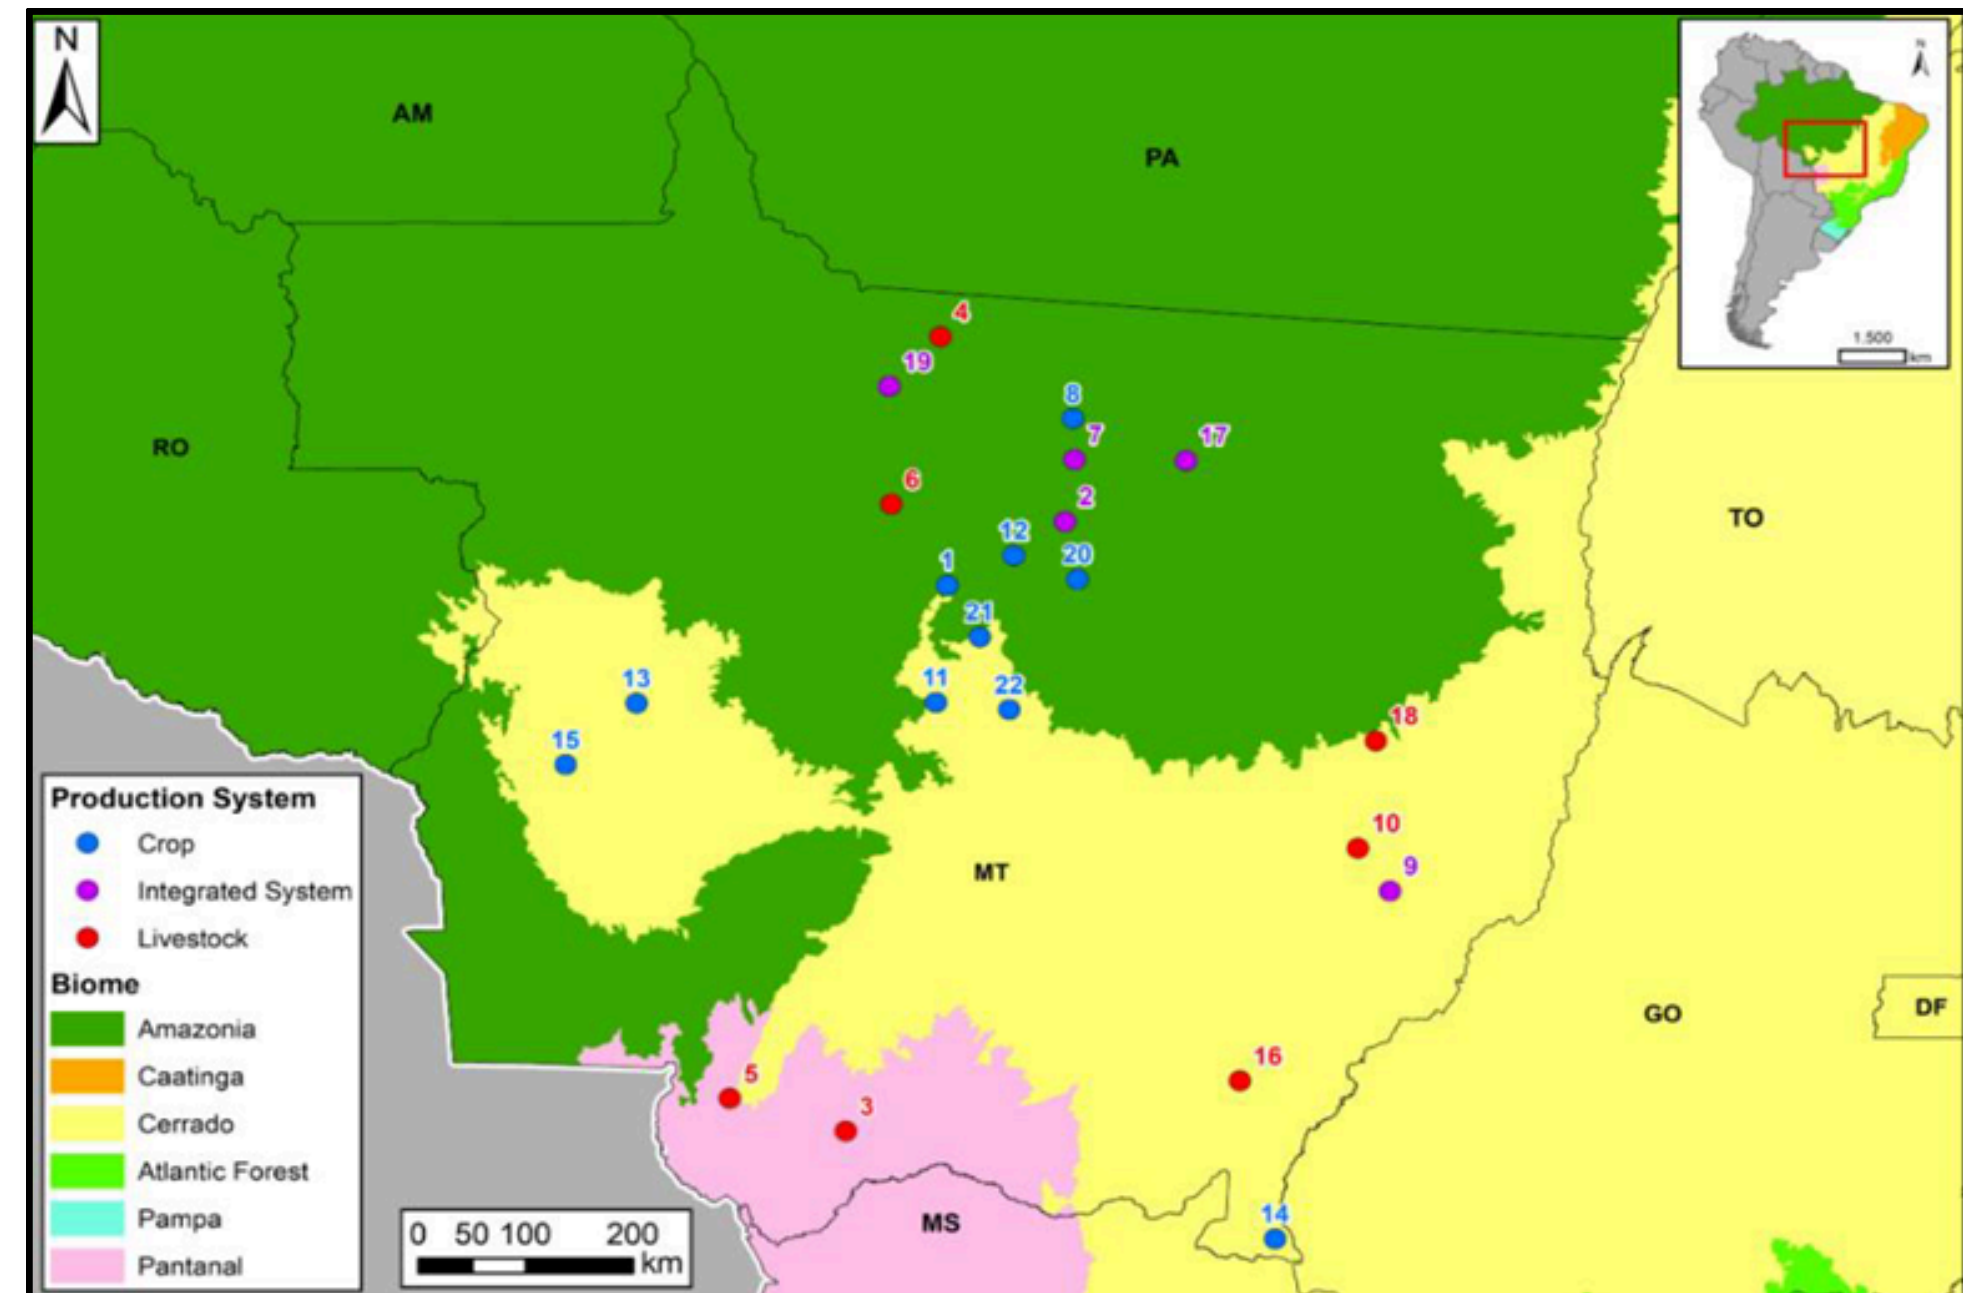 N
AM
PA
N
1.500
km
4
19
8
7
17
RO
6
2
TO
12
1
20
21
13
11
22
18
15
10
9
MT
Production System
Crop
Integrated System
Livestock
Biome
Amazonia
Caatinga
Cerrado
Atlantic Forest
Pampa
Pantanal
GO
DF
16
5
3
14
MS
0 50 100 200
km